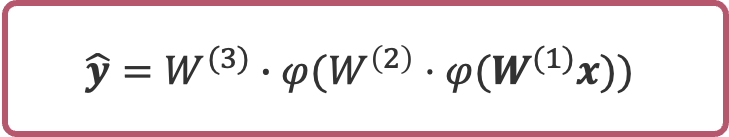 ŷ = W⁽³⁾ · φ(W⁽²⁾ · φ(W⁽¹⁾x))